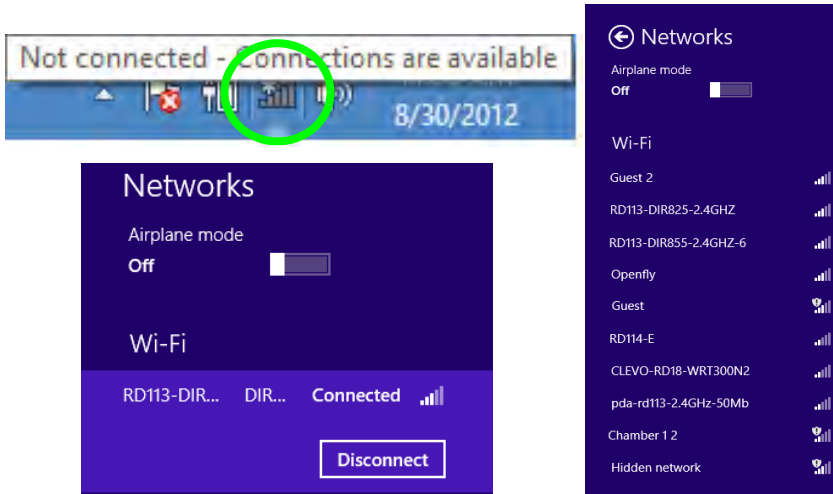 Not connected - Connections are available
8/30/2012
Networks
Airplane mode
Off
Wi-Fi
RD113-DIR... DIR... Connected
Disconnect
Networks
Airplane mode
Off
Wi-Fi
Guest 2
RD113-DIR825-2.4GHZ
RD113-DIR855-2.4GHZ-6
Openfly
Guest
RD114-E
CLEVO-RD18-WRT300N2
pda-rd113-2.4GHz-50Mb
Chamber 1 2
Hidden network